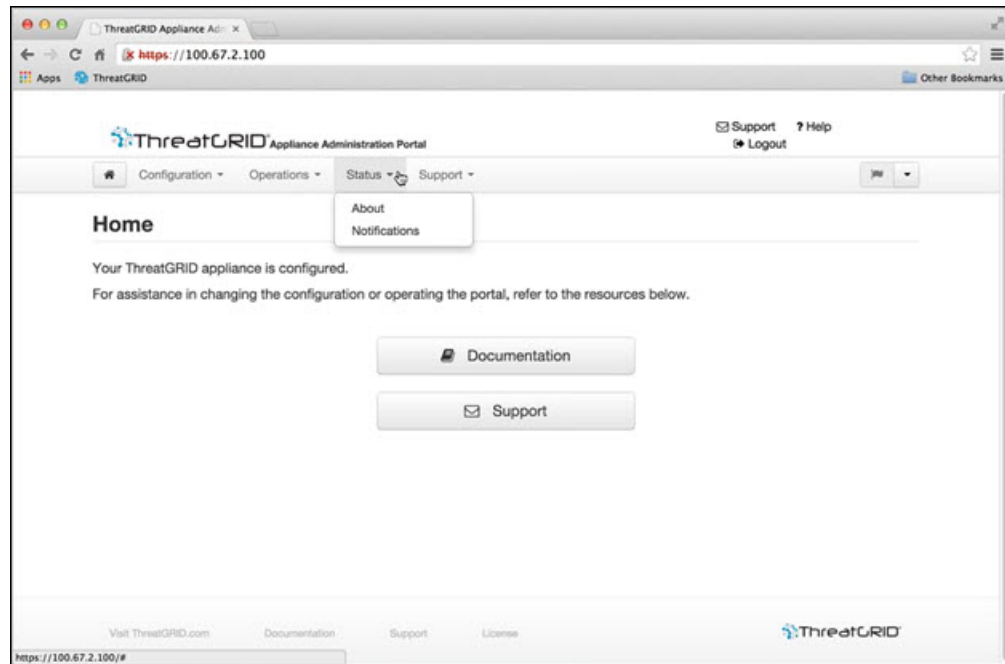 ThreatGRID Appliance Adm
https://100.67.2.100
Apps ThreatGRID Other Bookmarks
ThreatGRID Appliance Administration Portal
Support ? Help
Logout
Configuration Operations Status Support
About
Notifications
Home
Your ThreatGRID appliance is configured.
For assistance in changing the configuration or operating the portal, refer to the resources below.
Documentation
Support
Visit ThreatGRID.com Documentation Support License ThreatGRID
https://100.67.2.100/#